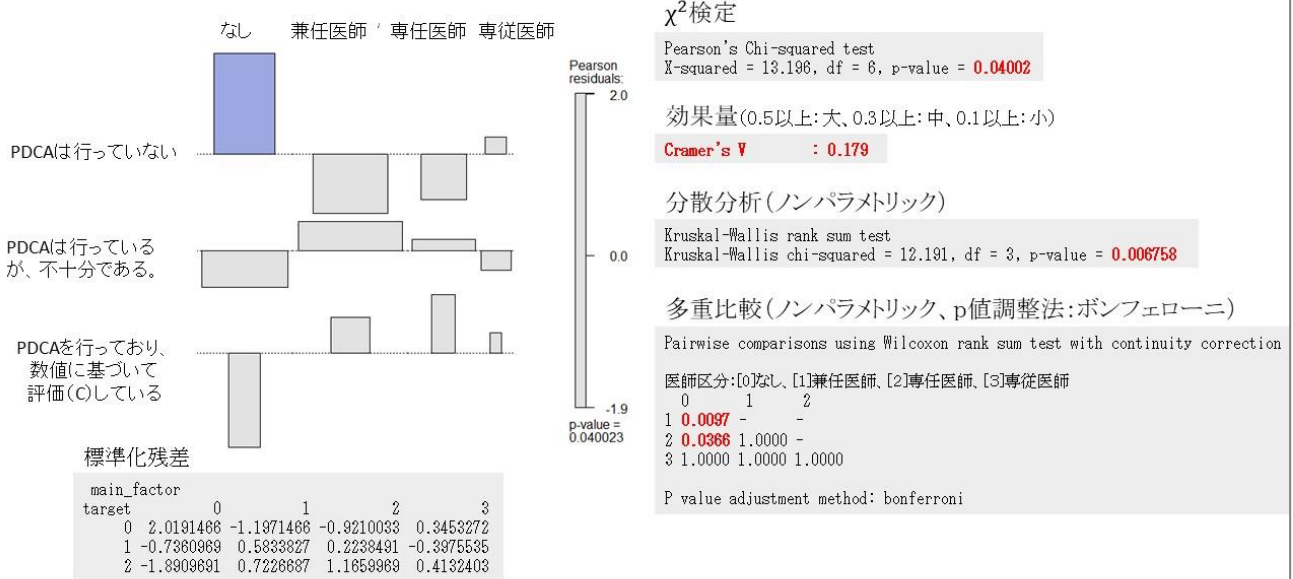 なし 兼任医師 専任医師 専従医師
PDCAは行っていない
PDCAは行っている
が、不十分である。
PDCAを行っており、
数値に基づいて
評価(C)している
Pearson
residuals:
2.0
0.0
-1.9
p-value =
0.040023
標準化残差
main_factor
target 0 1 2 3
0 2.0191466 -1.1971466 -0.9210033 0.3453272
1 -0.7360969 0.5833827 0.2238491 -0.3975535
2 -1.8909691 0.7226687 1.1659969 0.4132403
χ²検定
Pearson's Chi-squared test
X-squared = 13.196, df = 6, p-value = 0.04002
効果量(0.5以上:大、0.3以上:中、0.1以上:小)
Cramer's V : 0.179
分散分析(ノンパラメトリック)
Kruskal-Wallis rank sum test
Kruskal-Wallis chi-squared = 12.191, df = 3, p-value = 0.006758
多重比較(ノンパラメトリック、p値調整法:ボンフェローニ)
Pairwise comparisons using Wilcoxon rank sum test with continuity correction
医師区分:[0]なし、[1]兼任医師、[2]専任医師、[3]専従医師
0 1 2
1 0.0097 - -
2 0.0366 1.0000 -
3 1.0000 1.0000 1.0000
P value adjustment method: bonferroni